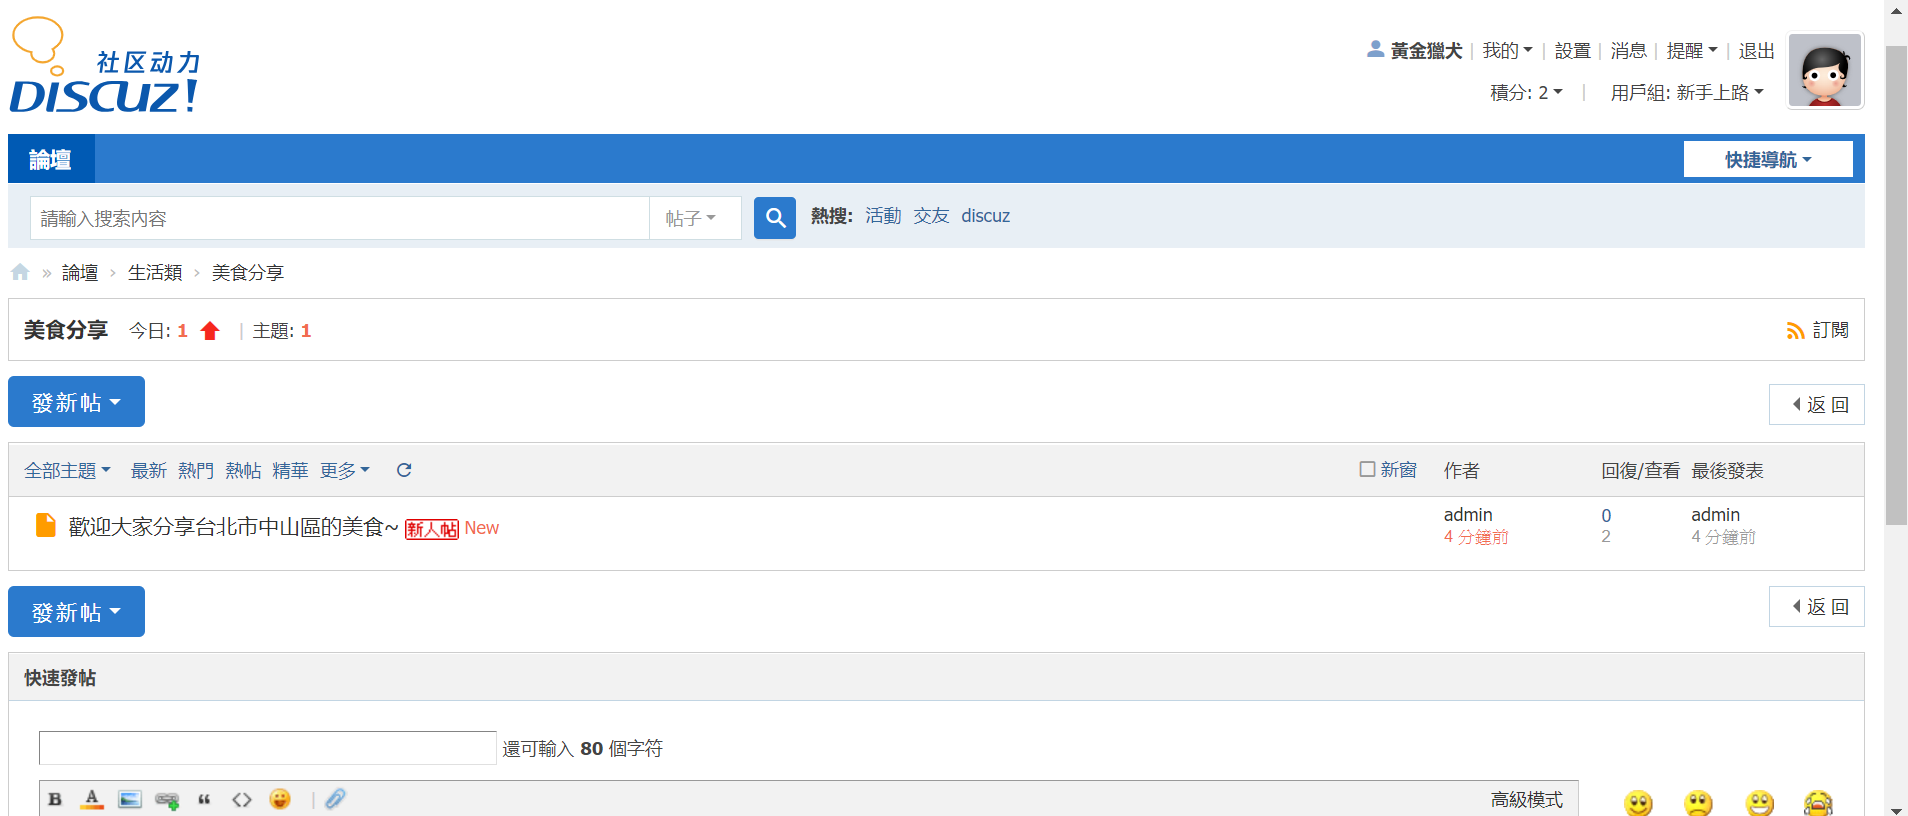 社区动力
DISCUZ!
黃金獵犬 | 我的 | 設置 | 消息 | 提醒 | 退出
積分: 2 | 用戶組: 新手上路
論壇
快捷導航
請輸入搜索內容 帖子 熱搜: 活動 交友 discuz
» 論壇 › 生活類 › 美食分享
美食分享 今日: 1 | 主題: 1 訂閱
發新帖 返回
全部主題 最新 熱門 熱帖 精華 更多 新窗 作者 回復/查看 最後發表
歡迎大家分享台北市中山區的美食~ 新人帖 New admin 0 admin
4 分鐘前 2 4 分鐘前
發新帖 返回
快速發帖
還可輸入 80 個字符
B A “ <> 高級模式